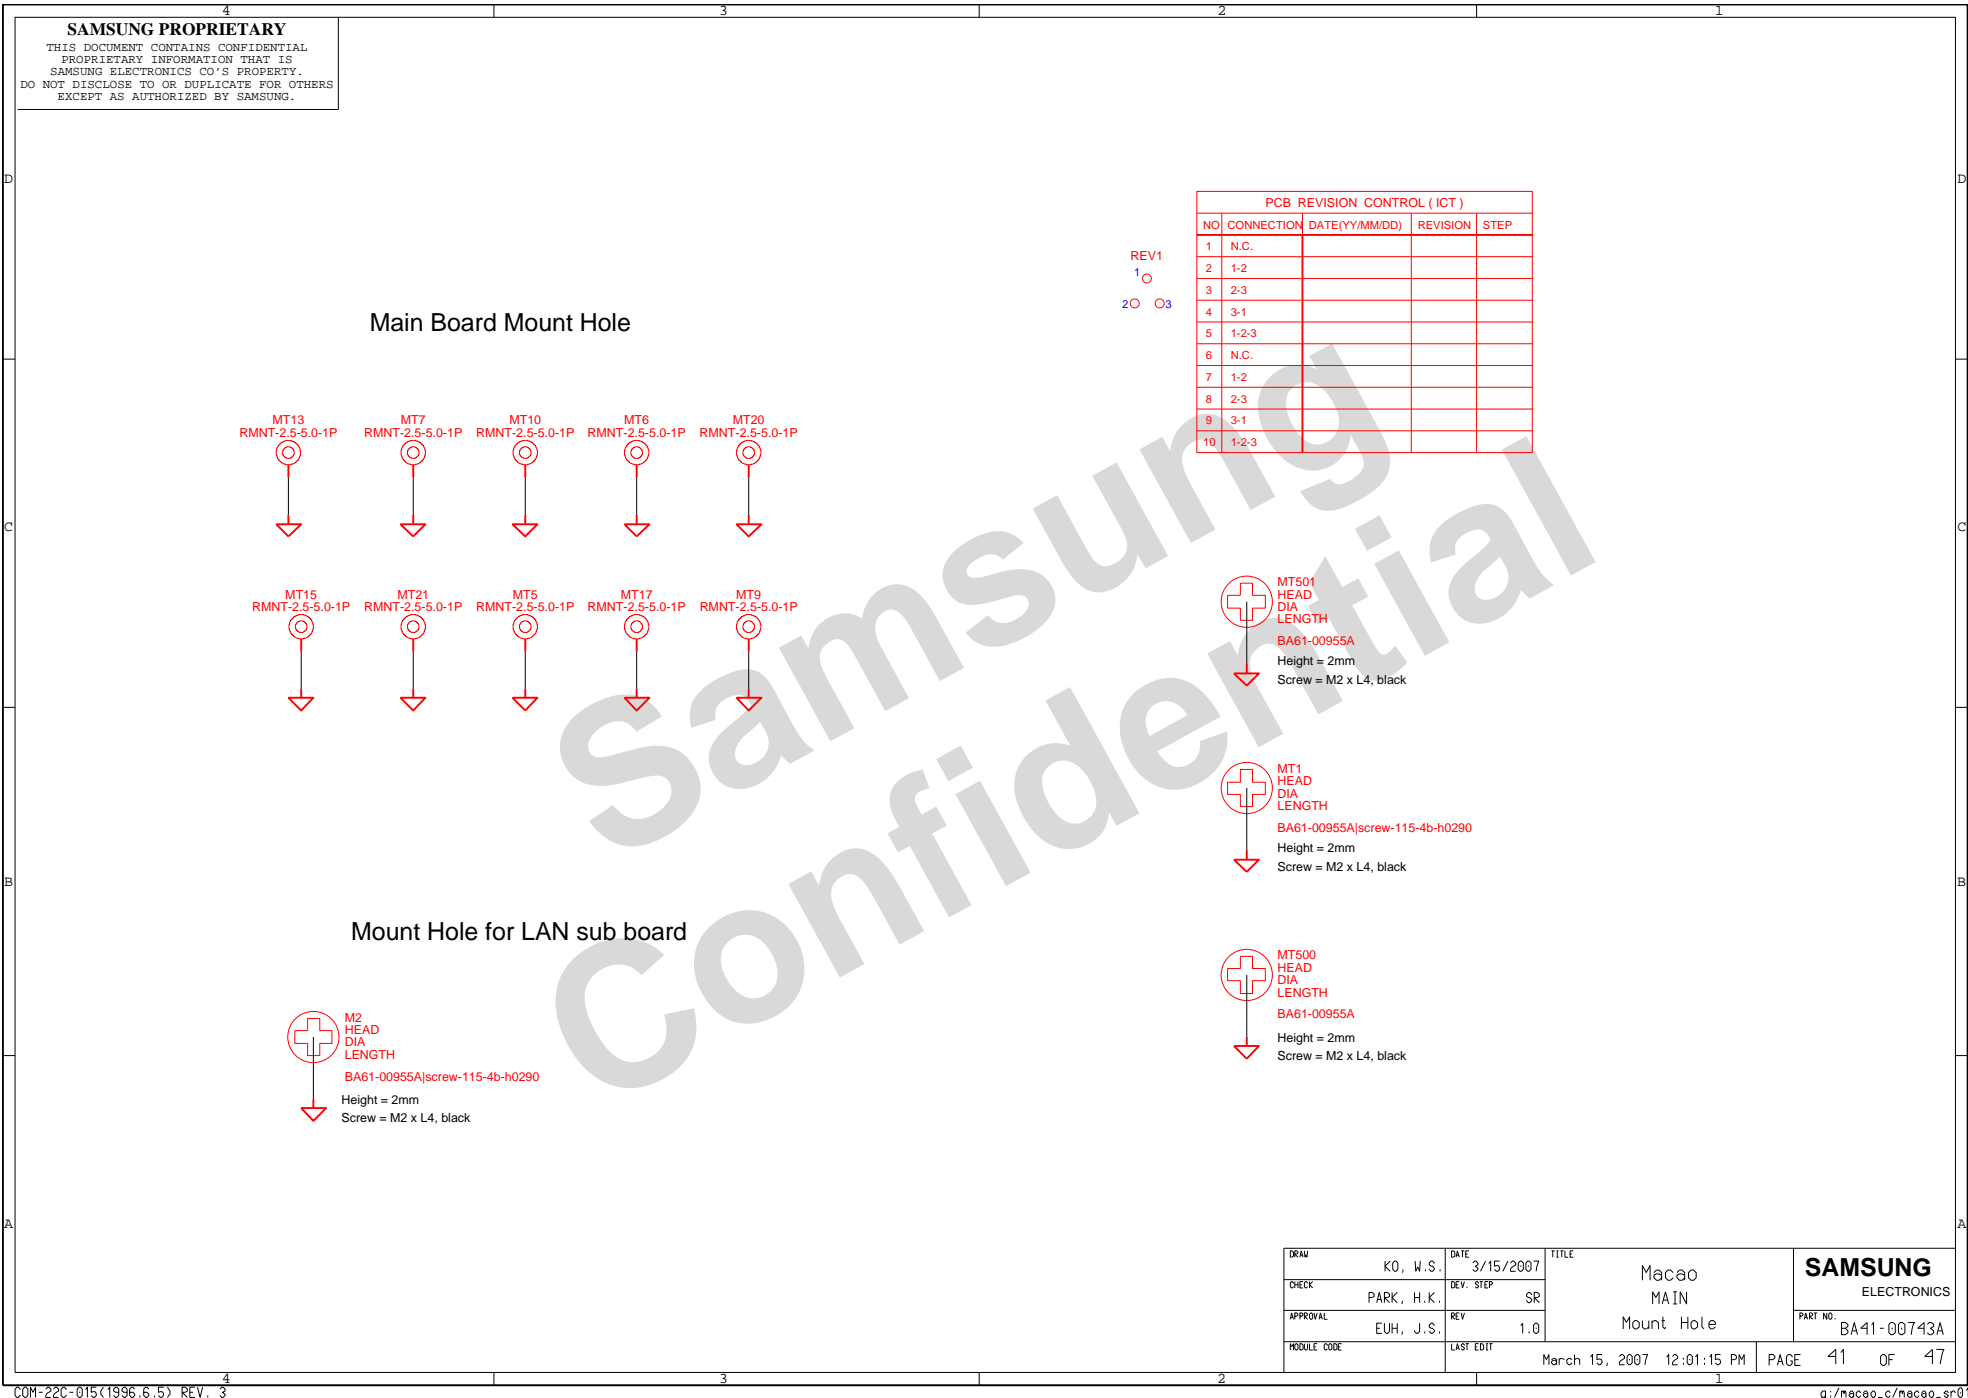 4 3 2 1
SAMSUNG PROPRIETARY
THIS DOCUMENT CONTAINS CONFIDENTIAL
PROPRIETARY INFORMATION THAT IS
SAMSUNG ELECTRONICS CO'S PROPERTY.
DO NOT DISCLOSE TO OR DUPLICATE FOR OTHERS
EXCEPT AS AUTHORIZED BY SAMSUNG.
D D
PCB REVISION CONTROL ( ICT )
NO CONNECTION DATE(YY/MM/DD) REVISION STEP
1 N.C.
2 1-2
3 2-3
4 3-1
5 1-2-3
6 N.C.
7 1-2
8 2-3
9 3-1
10 1-2-3
REV1
1
2 3
Main Board Mount Hole
MT13 MT7 MT10 MT6 MT20
RMNT-2.5-5.0-1P RMNT-2.5-5.0-1P RMNT-2.5-5.0-1P RMNT-2.5-5.0-1P RMNT-2.5-5.0-1P
C C
MT15 MT21 MT5 MT17 MT9
RMNT-2.5-5.0-1P RMNT-2.5-5.0-1P RMNT-2.5-5.0-1P RMNT-2.5-5.0-1P RMNT-2.5-5.0-1P
Samsung
Confidential
MT501
HEAD
DIA
LENGTH
BA61-00955A
Height = 2mm
Screw = M2 x L4, black
MT1
HEAD
DIA
LENGTH
BA61-00955A|screw-115-4b-h0290
Height = 2mm
Screw = M2 x L4, black
B B
Mount Hole for LAN sub board
MT500
HEAD
DIA
LENGTH
BA61-00955A
Height = 2mm
Screw = M2 x L4, black
M2
HEAD
DIA
LENGTH
BA61-00955A|screw-115-4b-h0290
Height = 2mm
Screw = M2 x L4, black
A A
DRAW KO, W.S. DATE 3/15/2007
CHECK PARK, H.K. DEV. STEP SR
APPROVAL EUH, J.S. REV 1.0
MODULE CODE LAST EDIT March 15, 2007 12:01:15 PM
TITLE
Macao
MAIN
Mount Hole
SAMSUNG
ELECTRONICS
PART NO. BA41-00743A
PAGE 41 OF 47
4 3 2 1
COM-22C-015(1996.6.5) REV. 3